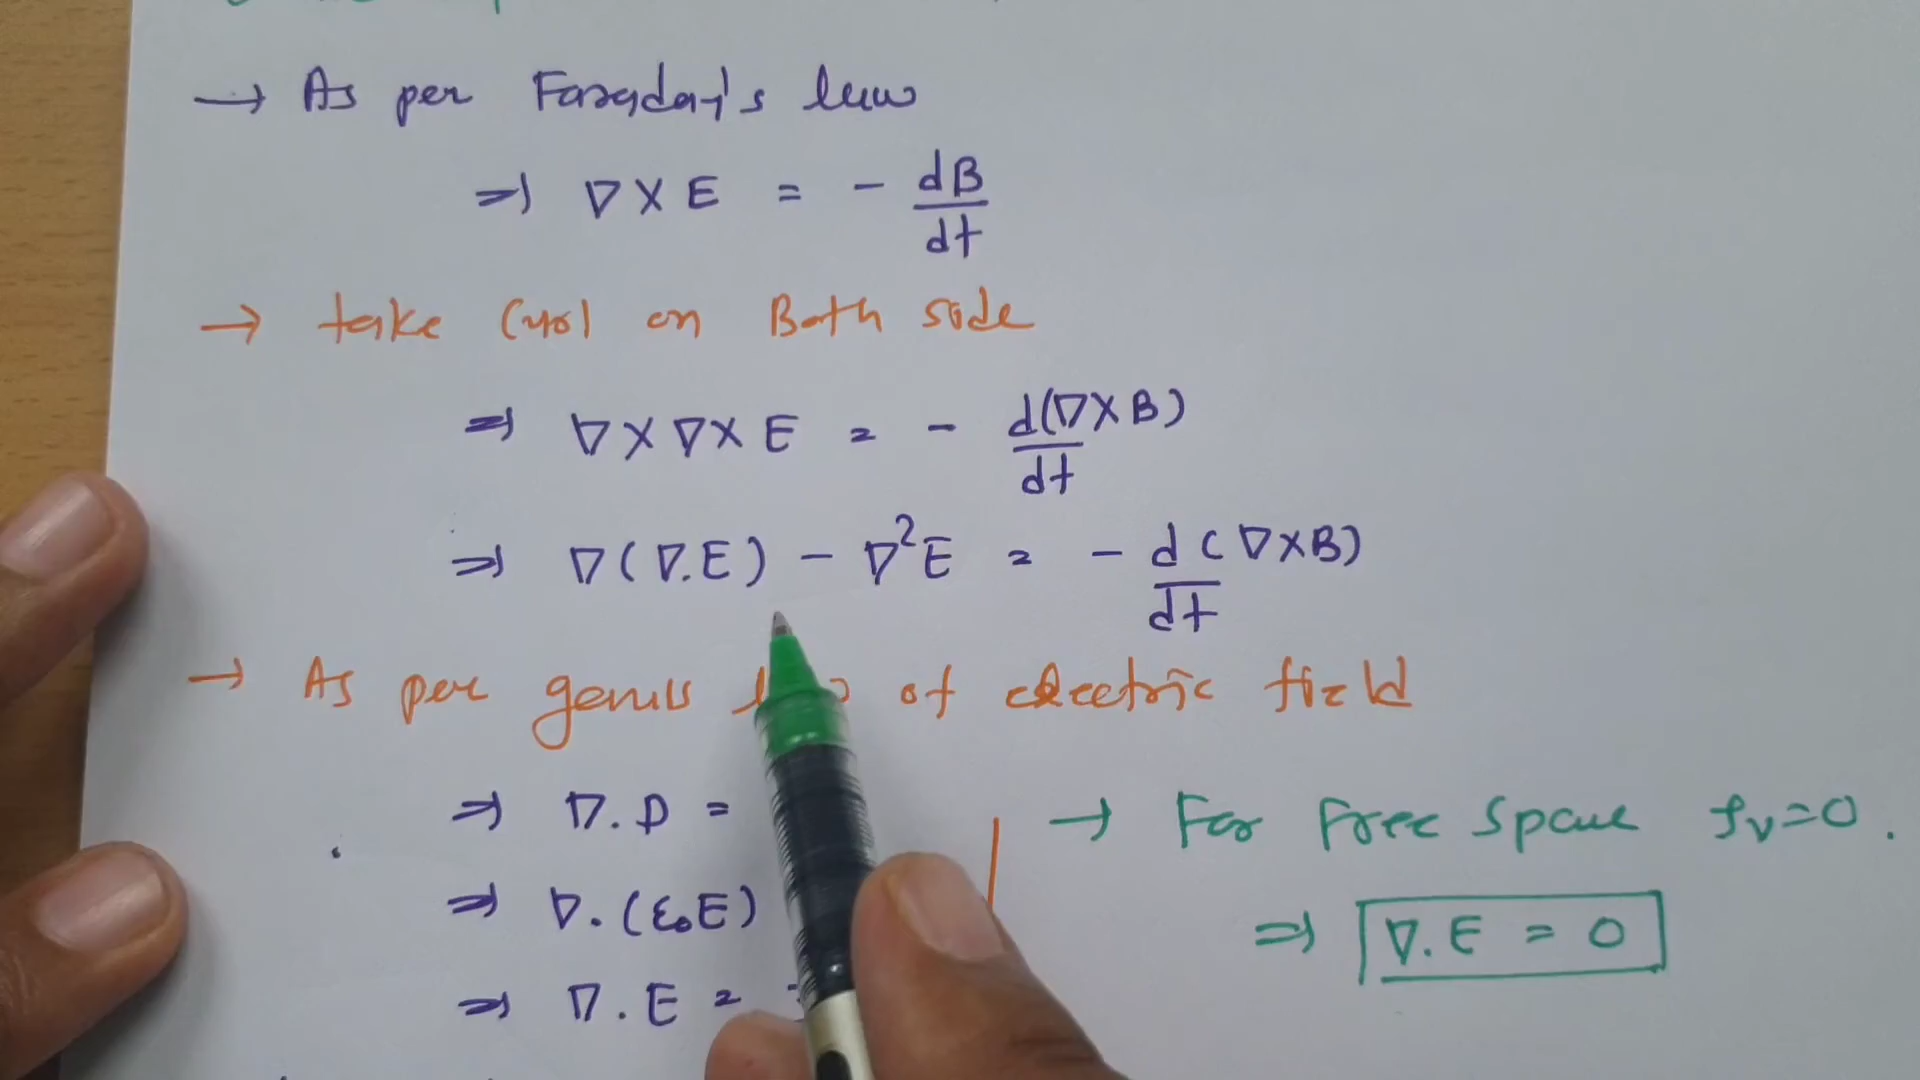 → As per Faraday's law
⇒ ∇ X E = - dB/dt
→ take Curl on Both side
⇒ ∇ X ∇ X E = - d(∇ X B)/dt
⇒ ∇(∇.E) - ∇²E = - d(∇ X B)/dt
→ As per of electric field
⇒ ∇.D =
→ For Free Space ρv=0.
⇒ ∇.(ε₀E)
⇒ ∇.E = 0
⇒ ∇.E =